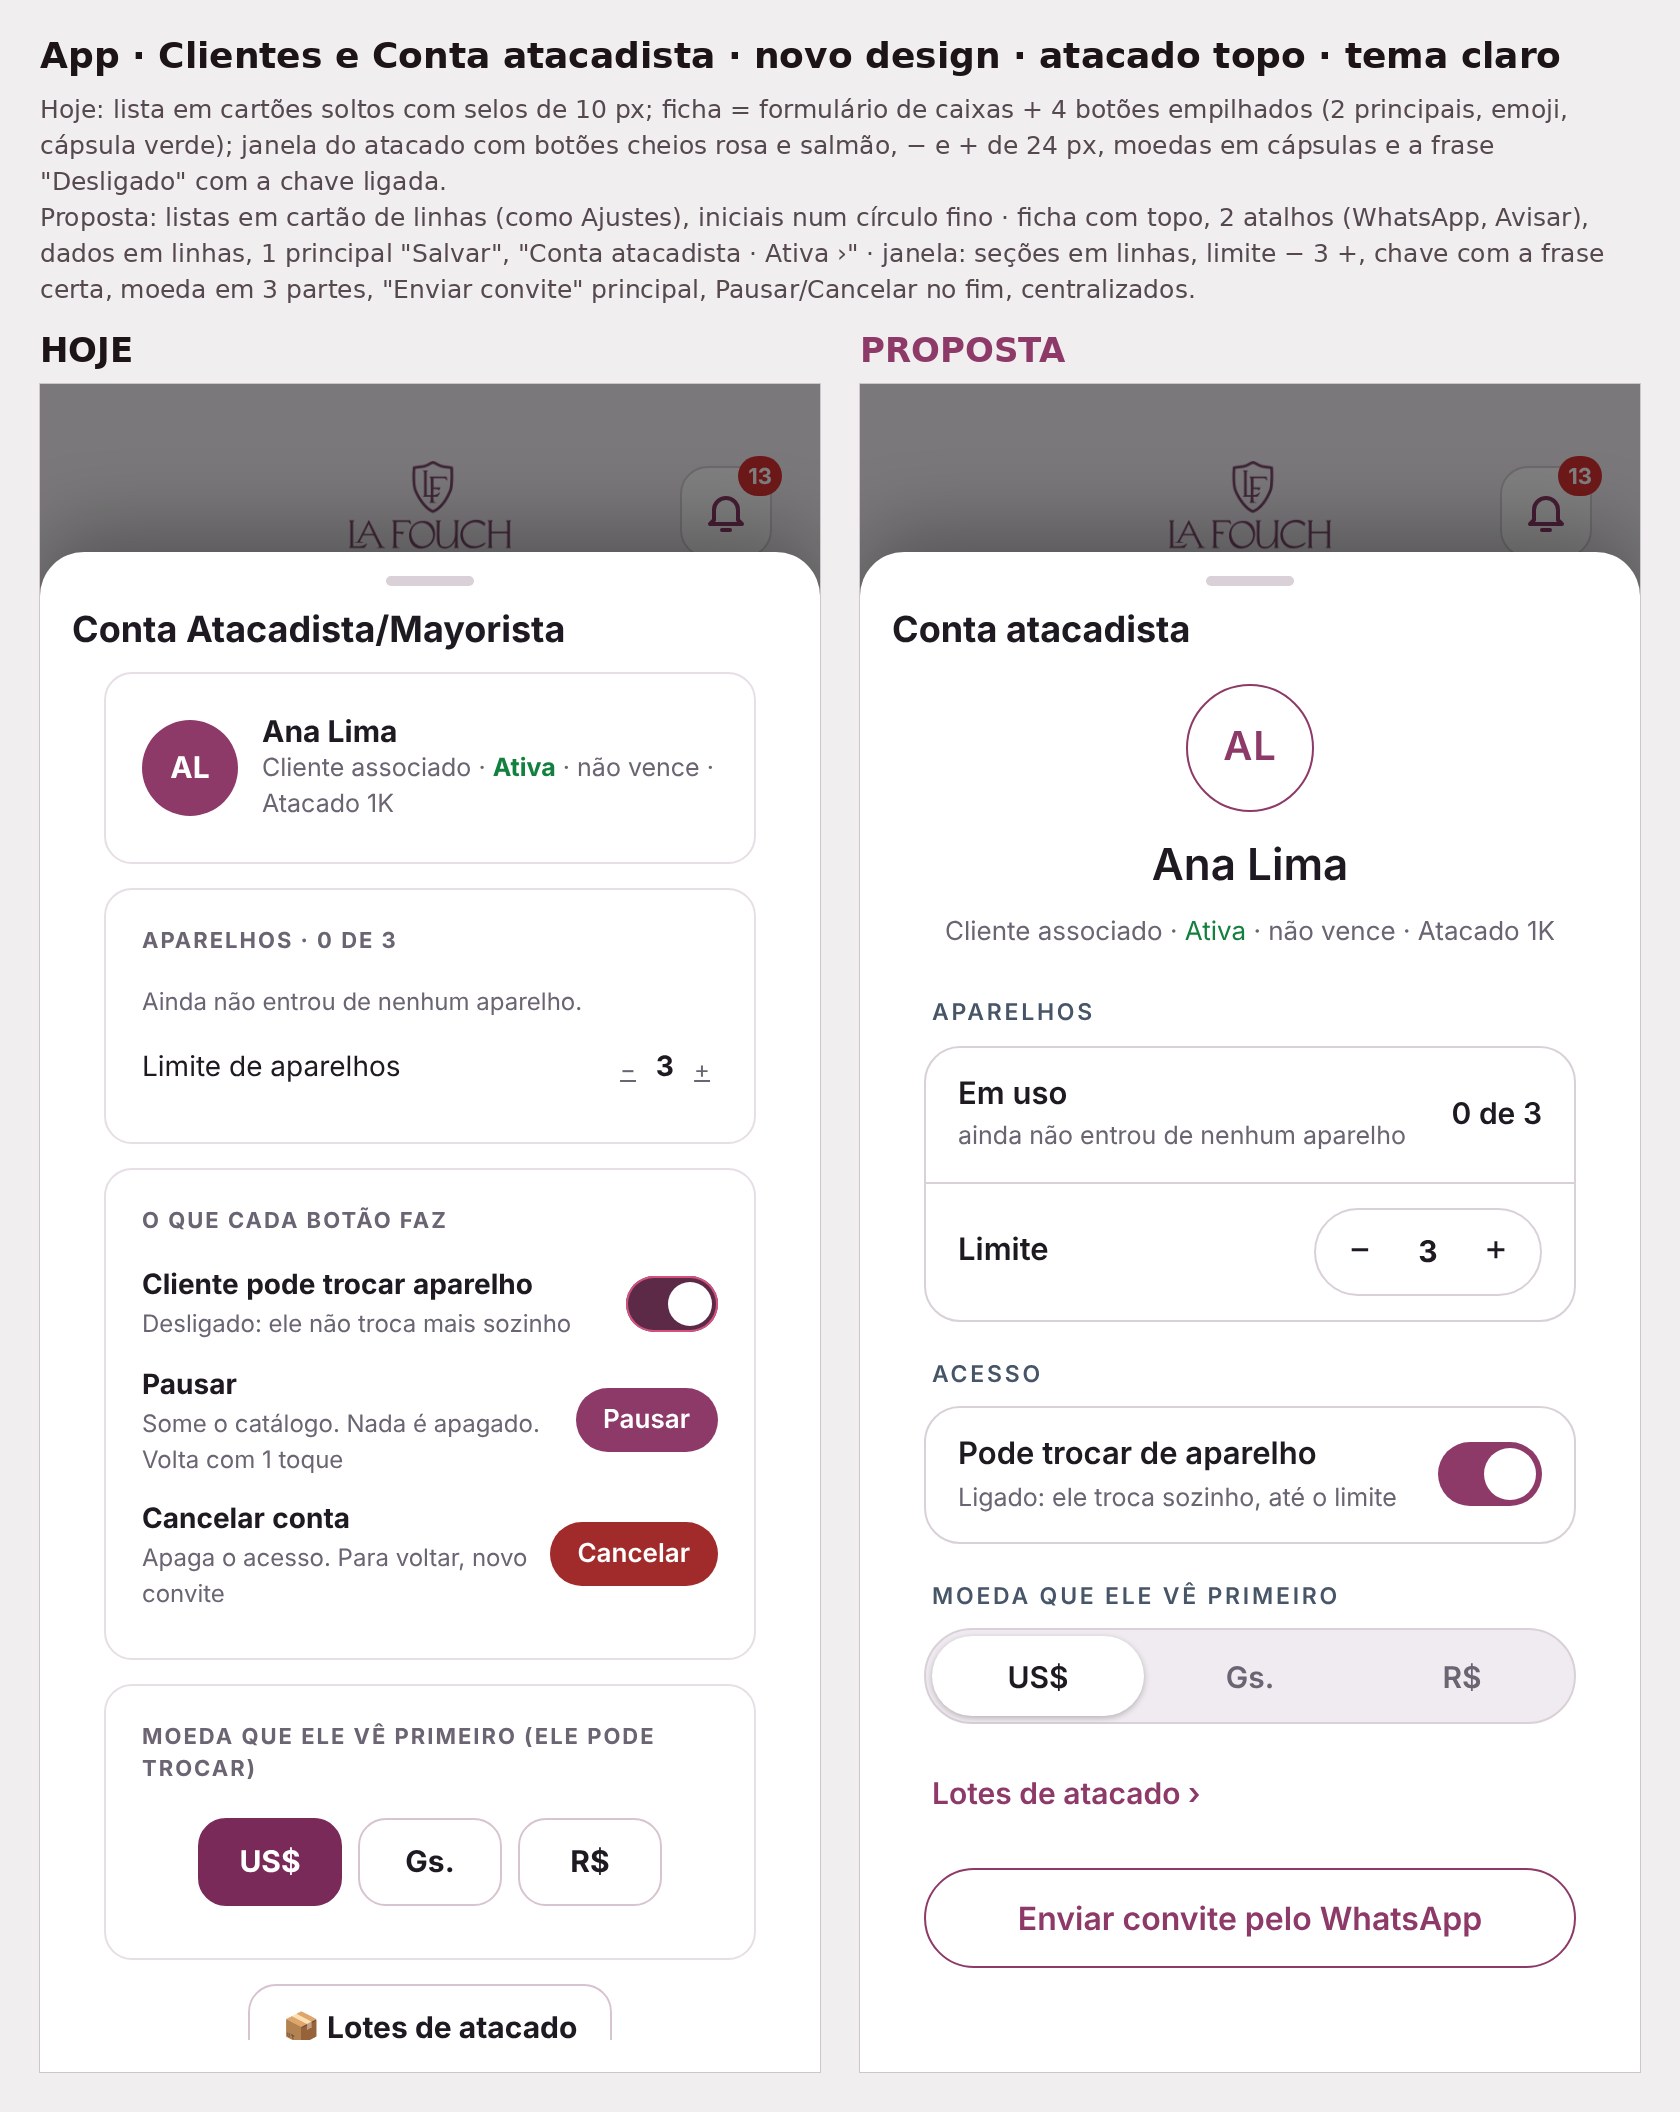 App · Clientes e Conta atacadista · novo design · atacado topo · tema claro
Hoje: lista em cartões soltos com selos de 10 px; ficha = formulário de caixas + 4 botões empilhados (2 principais, emoji,
cápsula verde); janela do atacado com botões cheios rosa e salmão, − e + de 24 px, moedas em cápsulas e a frase
"Desligado" com a chave ligada.
Proposta: listas em cartão de linhas (como Ajustes), iniciais num círculo fino · ficha com topo, 2 atalhos (WhatsApp, Avisar),
dados em linhas, 1 principal "Salvar", "Conta atacadista · Ativa ›" · janela: seções em linhas, limite − 3 +, chave com a frase
certa, moeda em 3 partes, "Enviar convite" principal, Pausar/Cancelar no fim, centralizados.
HOJE
LF
LA FOUCH
13
Conta Atacadista/Mayorista
AL
Ana Lima
Cliente associado · Ativa · não vence ·
Atacado 1K
APARELHOS · 0 DE 3
Ainda não entrou de nenhum aparelho.
Limite de aparelhos − 3 +
O QUE CADA BOTÃO FAZ
Cliente pode trocar aparelho
Desligado: ele não troca mais sozinho
Pausar
Some o catálogo. Nada é apagado.
Volta com 1 toque
Pausar
Cancelar conta
Apaga o acesso. Para voltar, novo
convite
Cancelar
MOEDA QUE ELE VÊ PRIMEIRO (ELE PODE
TROCAR)
US$ Gs. R$
📦 Lotes de atacado
PROPOSTA
LF
LA FOUCH
13
Conta atacadista
AL
Ana Lima
Cliente associado · Ativa · não vence · Atacado 1K
APARELHOS
Em uso
ainda não entrou de nenhum aparelho
0 de 3
Limite − 3 +
ACESSO
Pode trocar de aparelho
Ligado: ele troca sozinho, até o limite
MOEDA QUE ELE VÊ PRIMEIRO
US$ Gs. R$
Lotes de atacado ›
Enviar convite pelo WhatsApp